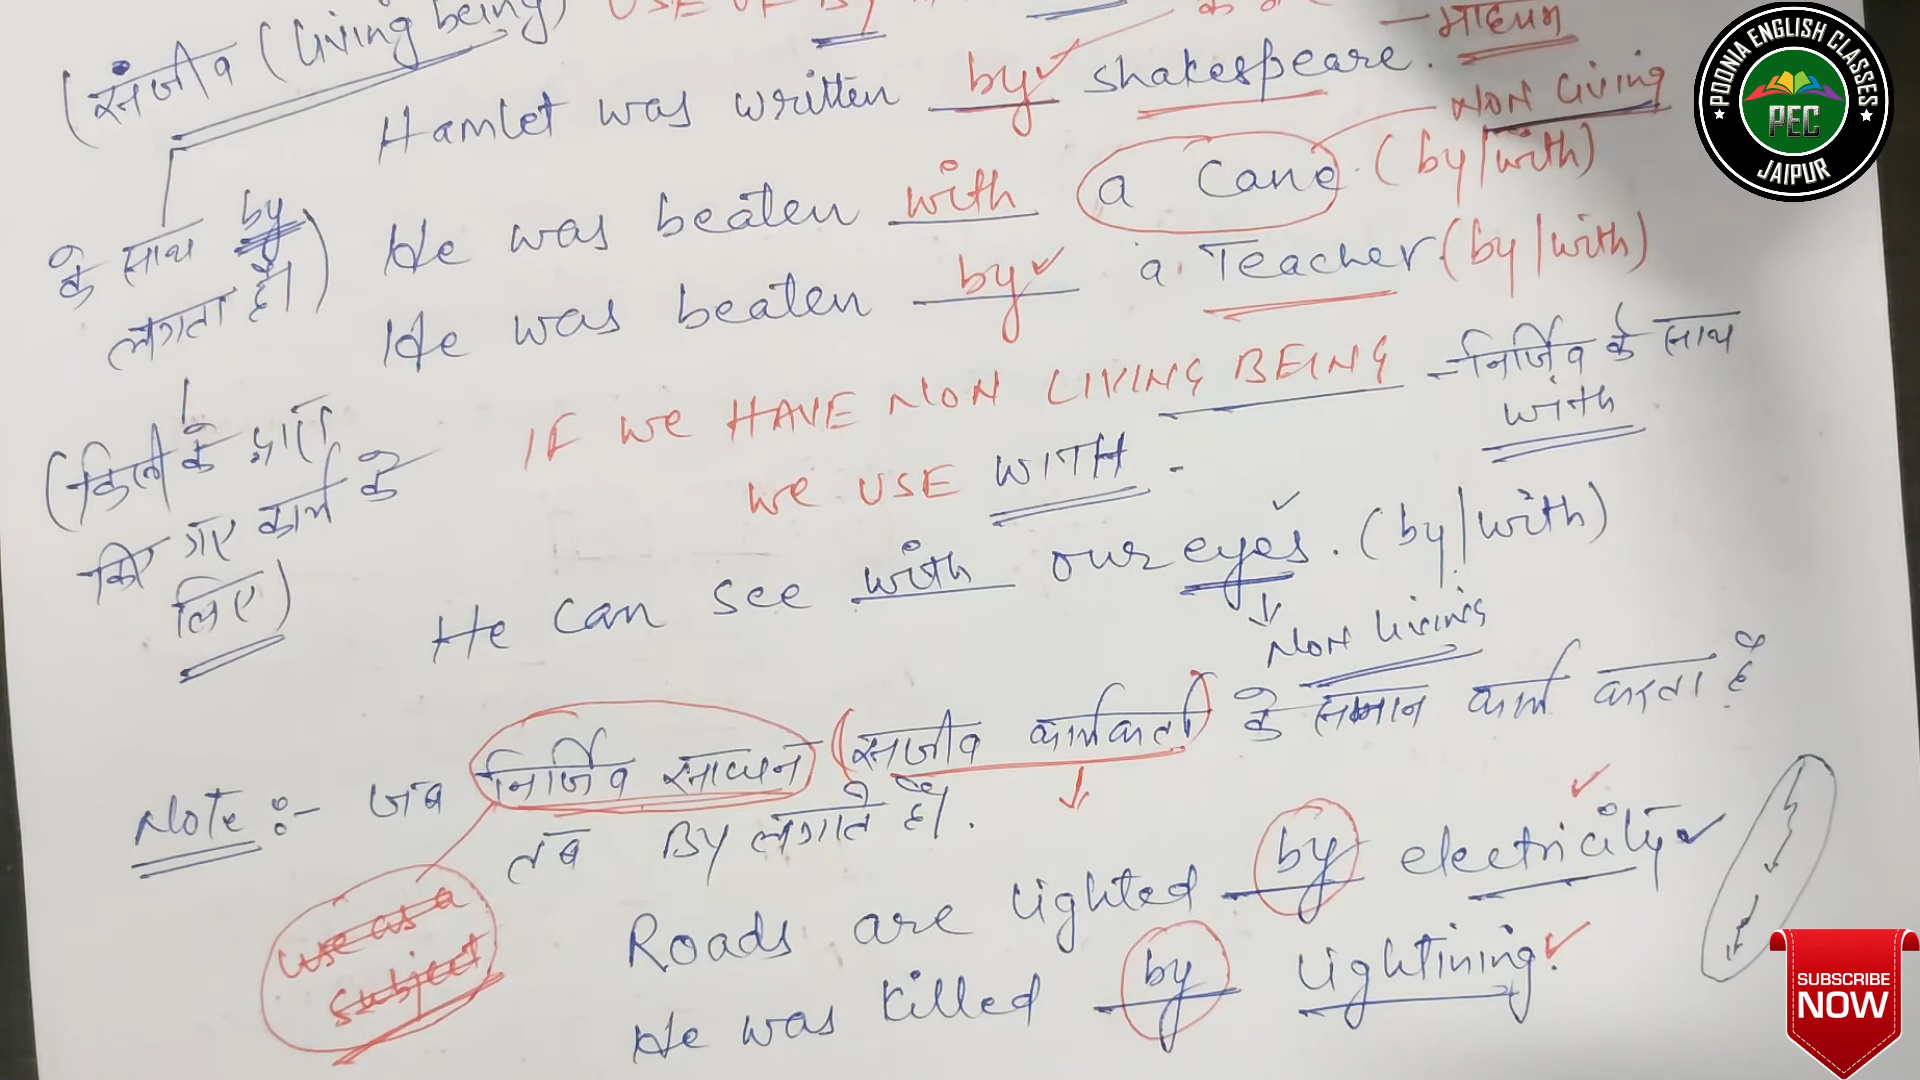 (सजीव (Living being) USE OF By
— माध्यम
Hamlet was written by shakespeare.
NON Living
He was beaten with a Cane. (by/with)
के साथ by
लगता है।)
He was beaten by a Teacher (by/with)
IF WE HAVE NON LIVING BEING – निर्जिव के साथ
with
WE USE WITH -
(किसी के द्वारा
किए गए कार्य के
लिए)
He can see with our eyes. (by/with)
Non living
Note :- जब निर्जिव साधन (सजीव कार्यकर्ता) के समान कार्य करता है
तब By लगाते हैं।
use as a
subject
Roads are lighted by electricity
He was killed by lightining.
POONIA ENGLISH CLASSES
PEC
JAIPUR
SUBSCRIBE
NOW